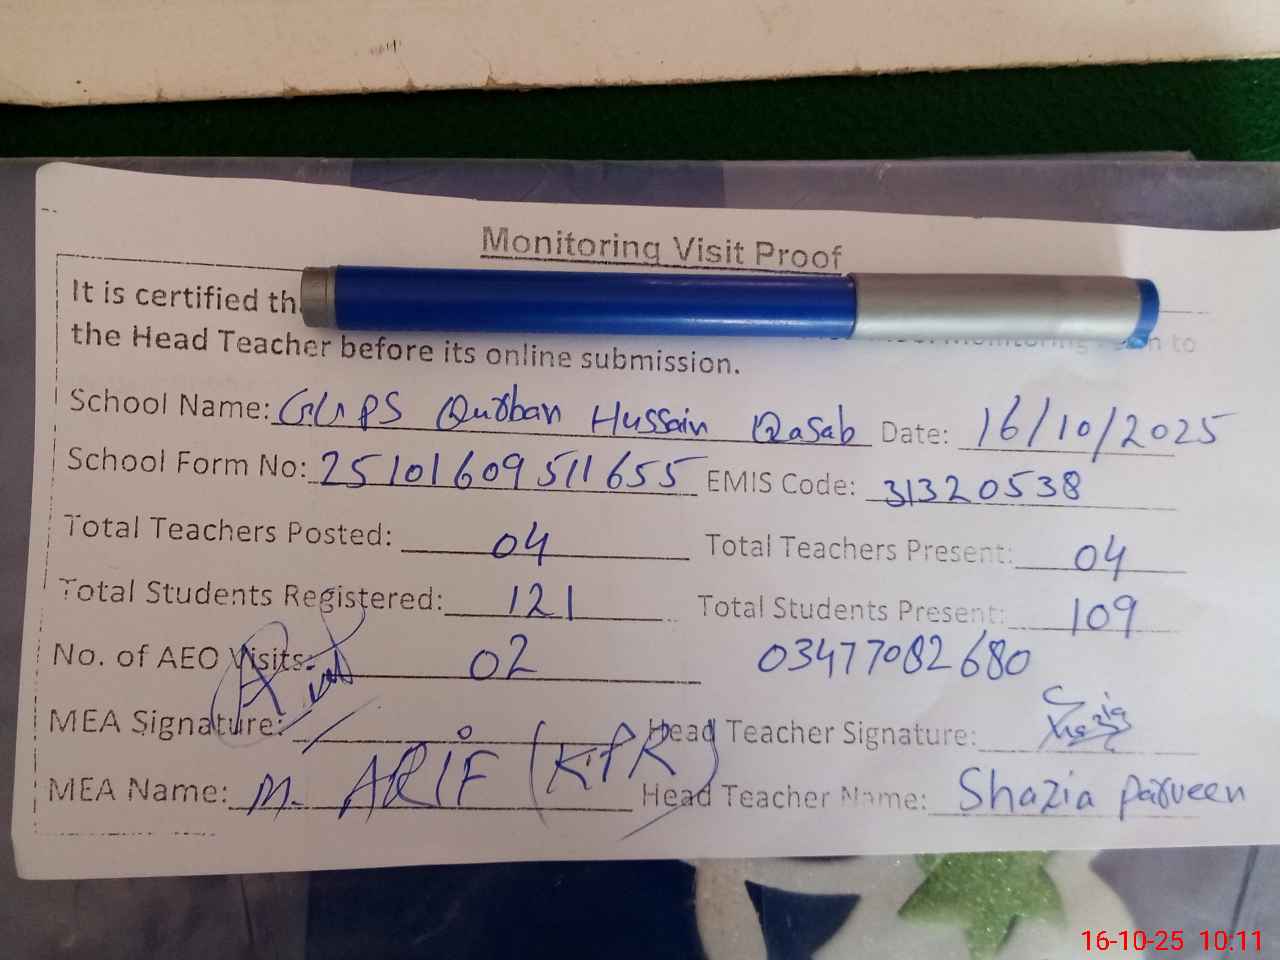 Monitoring Visit Proof
It is certified
the Head Teacher before its online submission. to
School Name: GGPS Qurban Hussain Qasab Date: 16/10/2025
School Form No: 25101609511655 EMIS Code: 31320538
Total Teachers Posted: 04 Total Teachers Present: 04
Total Students Registered: 121 Total Students Present: 109
No. of AEO Visits: 02 03477082680
MEA Signature: Head Teacher Signature: Shazia
MEA Name: M. ARIF (KPR) Head Teacher Name: Shazia Parveen
16-10-25 10:11